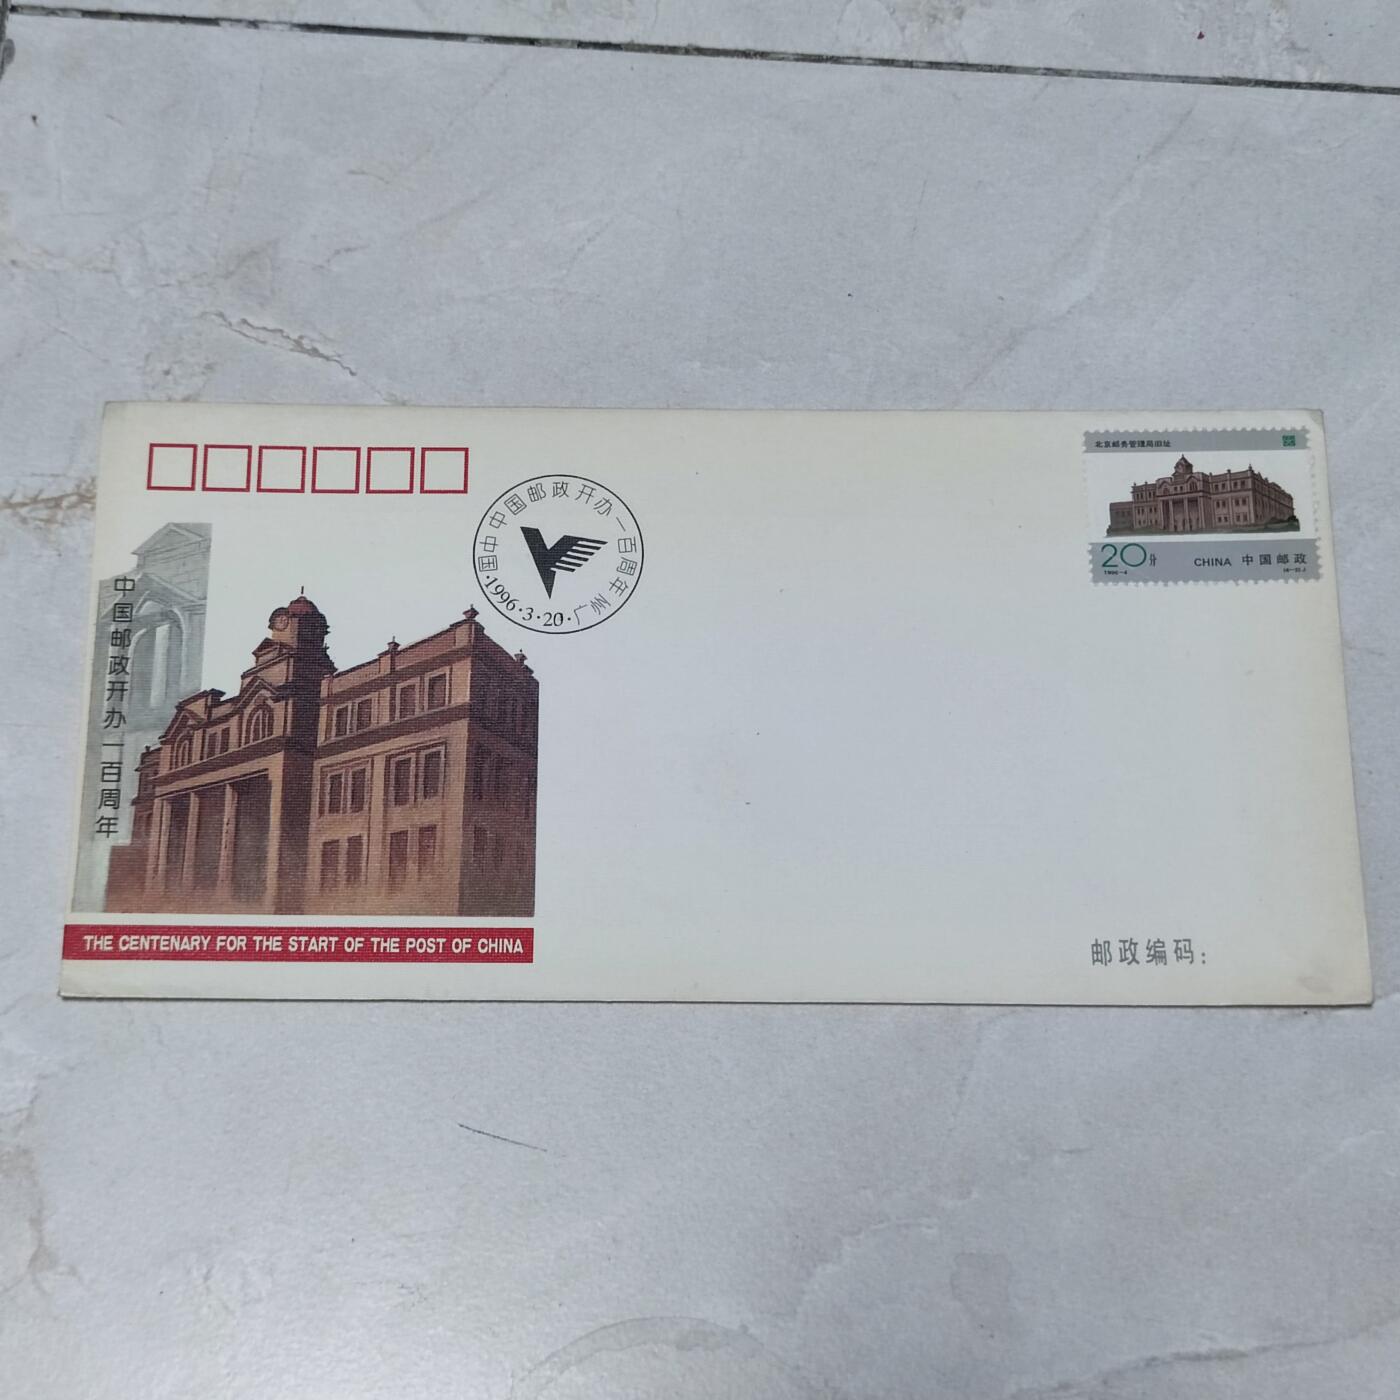 北京邮务管理局旧址
20分
CHINA 中国邮政
1996-4
中国邮政开办一百周年
中国邮政开办一百周年
1996·3·20·广州
THE CENTENARY FOR THE START OF THE POST OF CHINA
邮政编码：